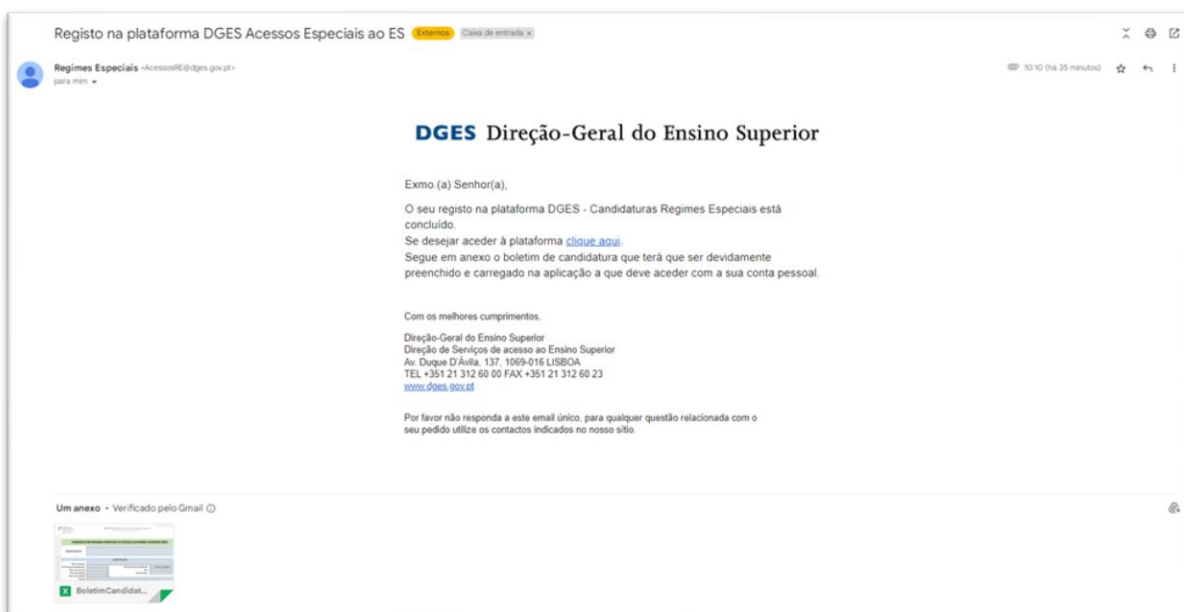 Registo na plataforma DGES Acessos Especiais ao ES Externos Caixa de entrada x
Regimes Especiais <AcessosRE@dges.gov.pt> 10:10 (há 35 minutos)
para mim
DGES Direção-Geral do Ensino Superior
Exmo.(a) Senhor(a),
O seu registo na plataforma DGES - Candidaturas Regimes Especiais está
concluído.
Se desejar aceder à plataforma clique aqui.
Segue em anexo o boletim de candidatura que terá que ser devidamente
preenchido e carregado na aplicação a que deve aceder com a sua conta pessoal.
Com os melhores cumprimentos,
Direção-Geral do Ensino Superior
Direção de Serviços de acesso ao Ensino Superior
Av. Duque D'Ávila, 137, 1069-016 LISBOA
TEL +351 21 312 60 00 FAX +351 21 312 60 23
www.dges.gov.pt
Por favor não responda a este email único, para qualquer questão relacionada com o
seu pedido utilize os contactos indicados no nosso sítio.
Um anexo • Verificado pelo Gmail
BoletimCandidat...